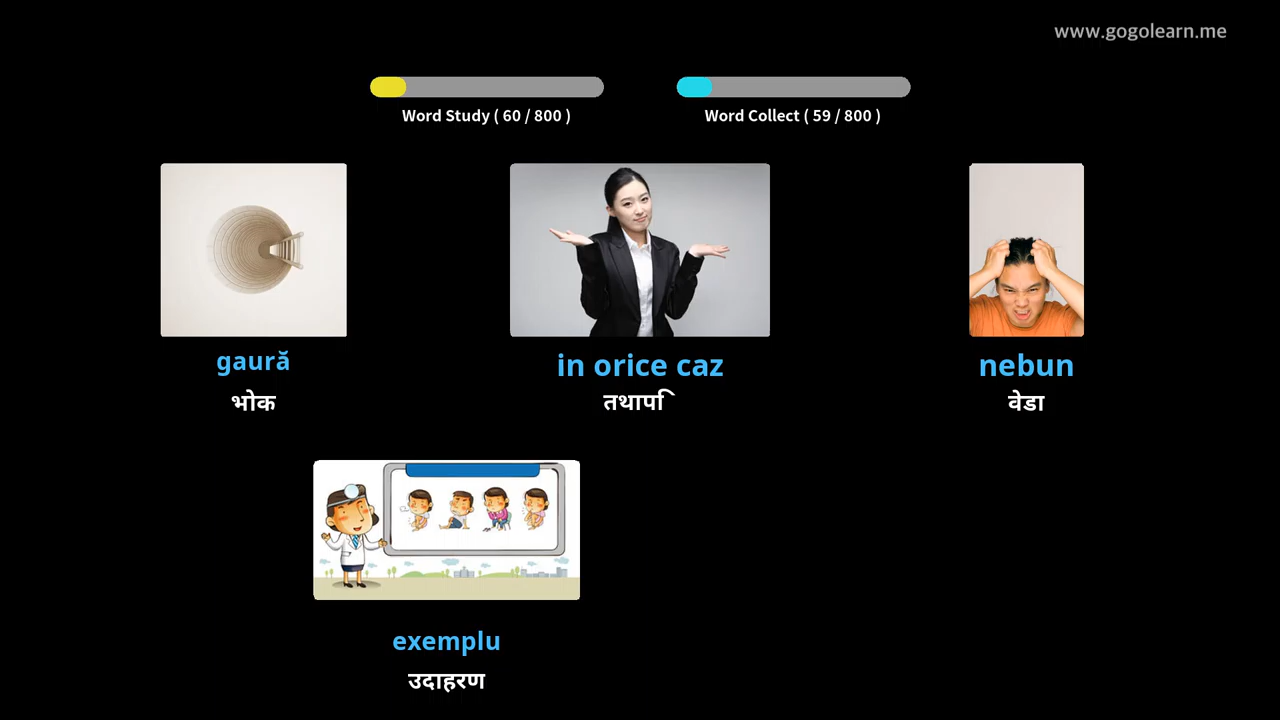 www.gogolearn.me
Word Study ( 60 / 800 )
Word Collect ( 59 / 800 )
gaură
in orice caz
nebun
भोक
तथापि
वेडा
exemplu
उदाहरण